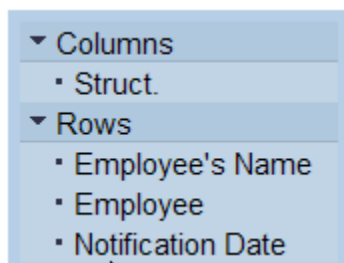 Columns
Struct.
Rows
Employee's Name
Employee
Notification Date